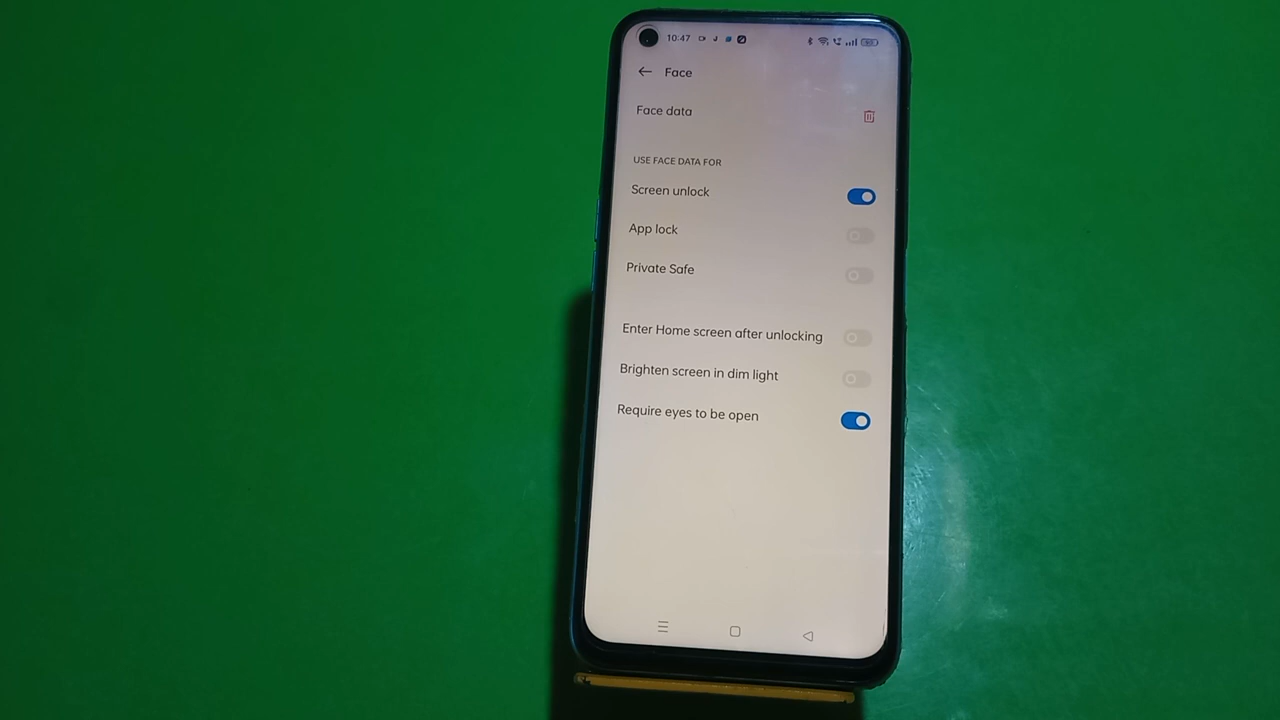 10:47
Face
Face data
USE FACE DATA FOR
Screen unlock
App lock
Private Safe
Enter Home screen after unlocking
Brighten screen in dim light
Require eyes to be open